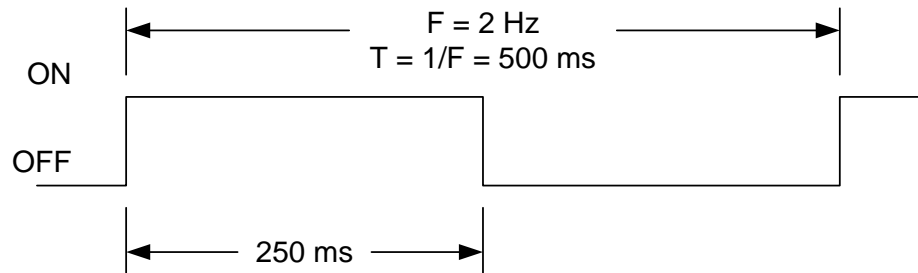 F = 2 Hz
T = 1/F = 500 ms
ON
OFF
250 ms